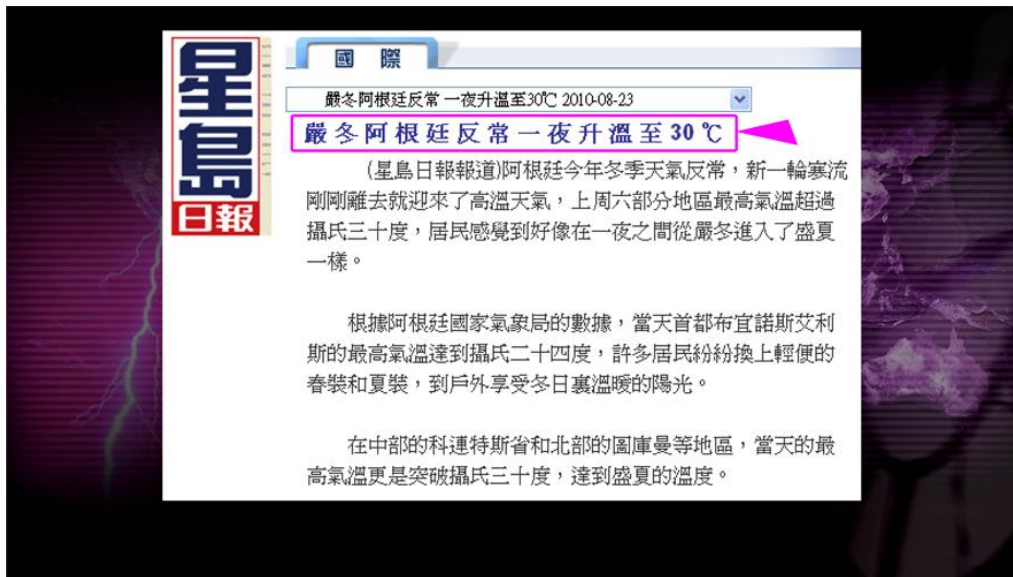 星島
日報
國際
嚴冬阿根廷反常 一夜升溫至30℃ 2010-08-23
嚴冬阿根廷反常一夜升溫至30℃
(星島日報報道)阿根廷今年冬季天氣反常，新一輪寒流
剛剛離去就迎來了高溫天氣，上周六部分地區最高氣溫超過
攝氏三十度，居民感覺到好像在一夜之間從嚴冬進入了盛夏
一樣。
根據阿根廷國家氣象局的數據，當天首都布宜諾斯艾利
斯的最高氣溫達到攝氏二十四度，許多居民紛紛換上輕便的
春裝和夏裝，到戶外享受冬日裏溫暖的陽光。
在中部的科連特斯省和北部的圖庫曼等地區，當天的最
高氣溫更是突破攝氏三十度，達到盛夏的溫度。